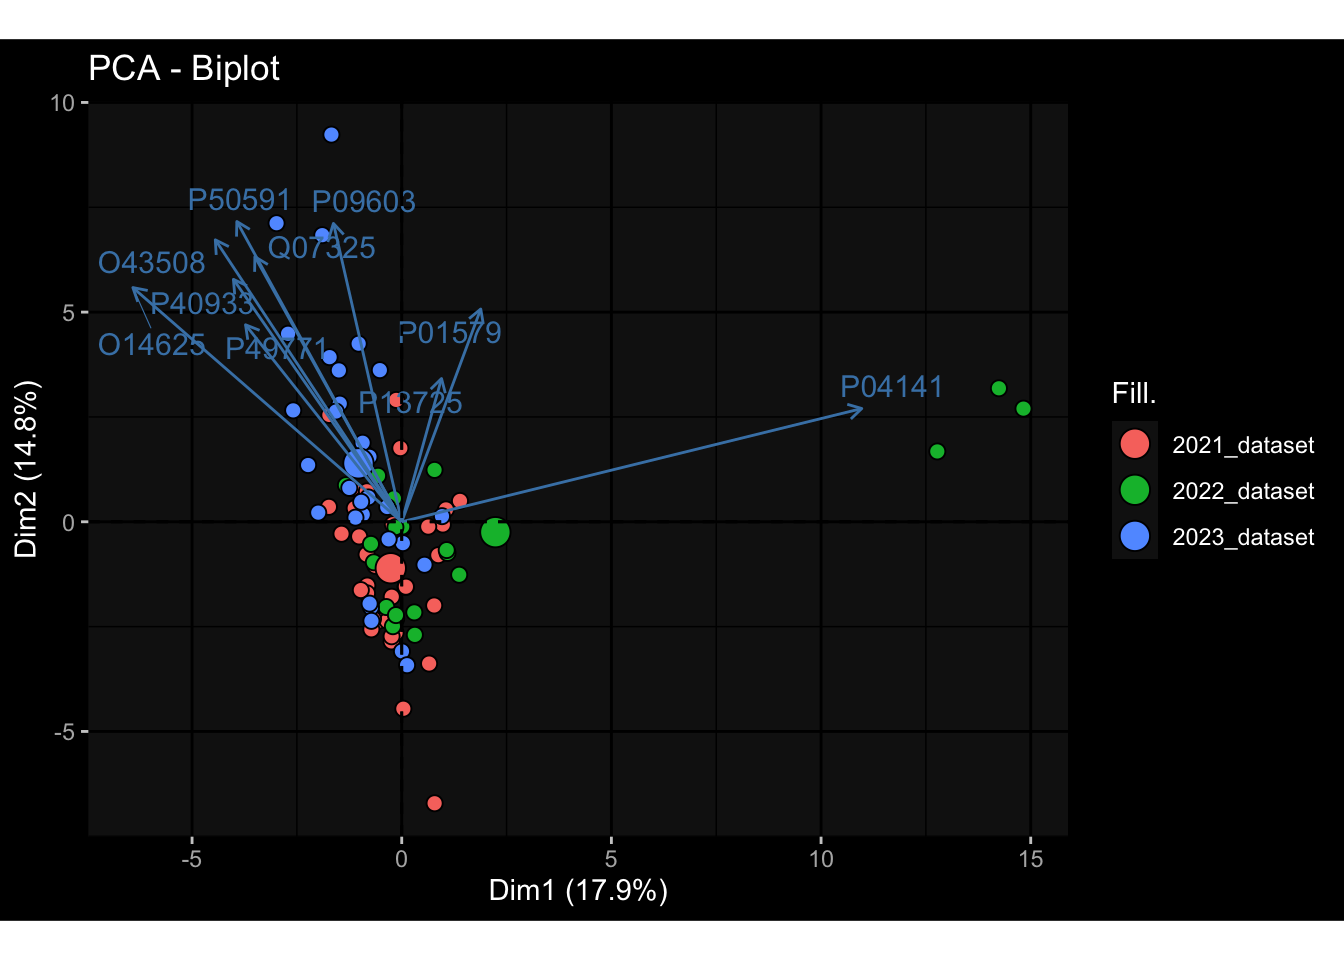 PCA - Biplot
10
5
0
-5
Dim2 (14.8%)
P50591
P09603
Q07325
O43508
P40933
P01579
O14625
P49771
P04141
P13725
-5
0
5
10
15
Dim1 (17.9%)
Fill.
2021_dataset
2022_dataset
2023_dataset